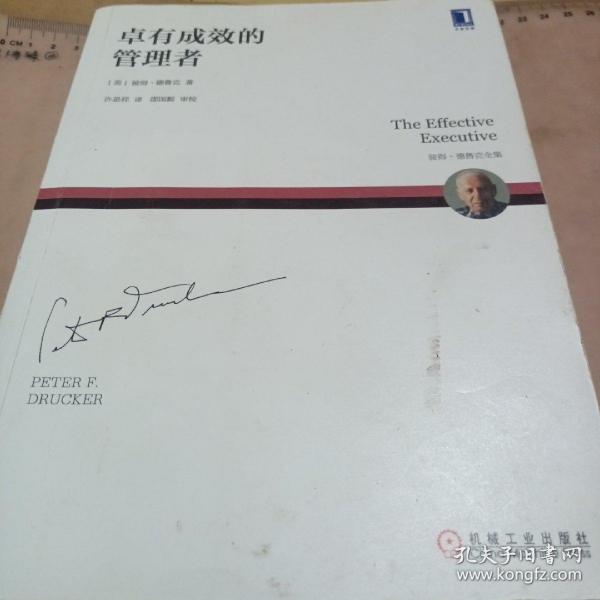 卓有成效的
管理者
[美] 彼得·德鲁克 著
许是祥 译 邵国毅 审校
The Effective
Executive
彼得·德鲁克全集
PETER F.
DRUCKER
机械工业出版社
孔夫子旧书网
www.kongfz.com